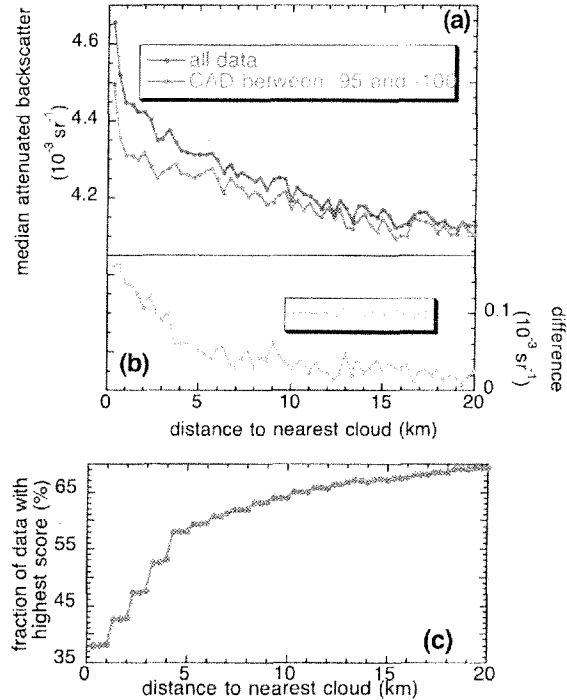 (a)
4.6
4.4
4.2
median attenuated backscatter
(10⁻³ sr⁻¹)
all data
CAD between 95 and -100
(b)
0.1
0
difference
(10⁻³ sr⁻¹)
0 5 10 15 20
distance to nearest cloud (km)
65
55
45
35
fraction of data with
highest score (%)
(c)
0 5 10 15 20
distance to nearest cloud (km)